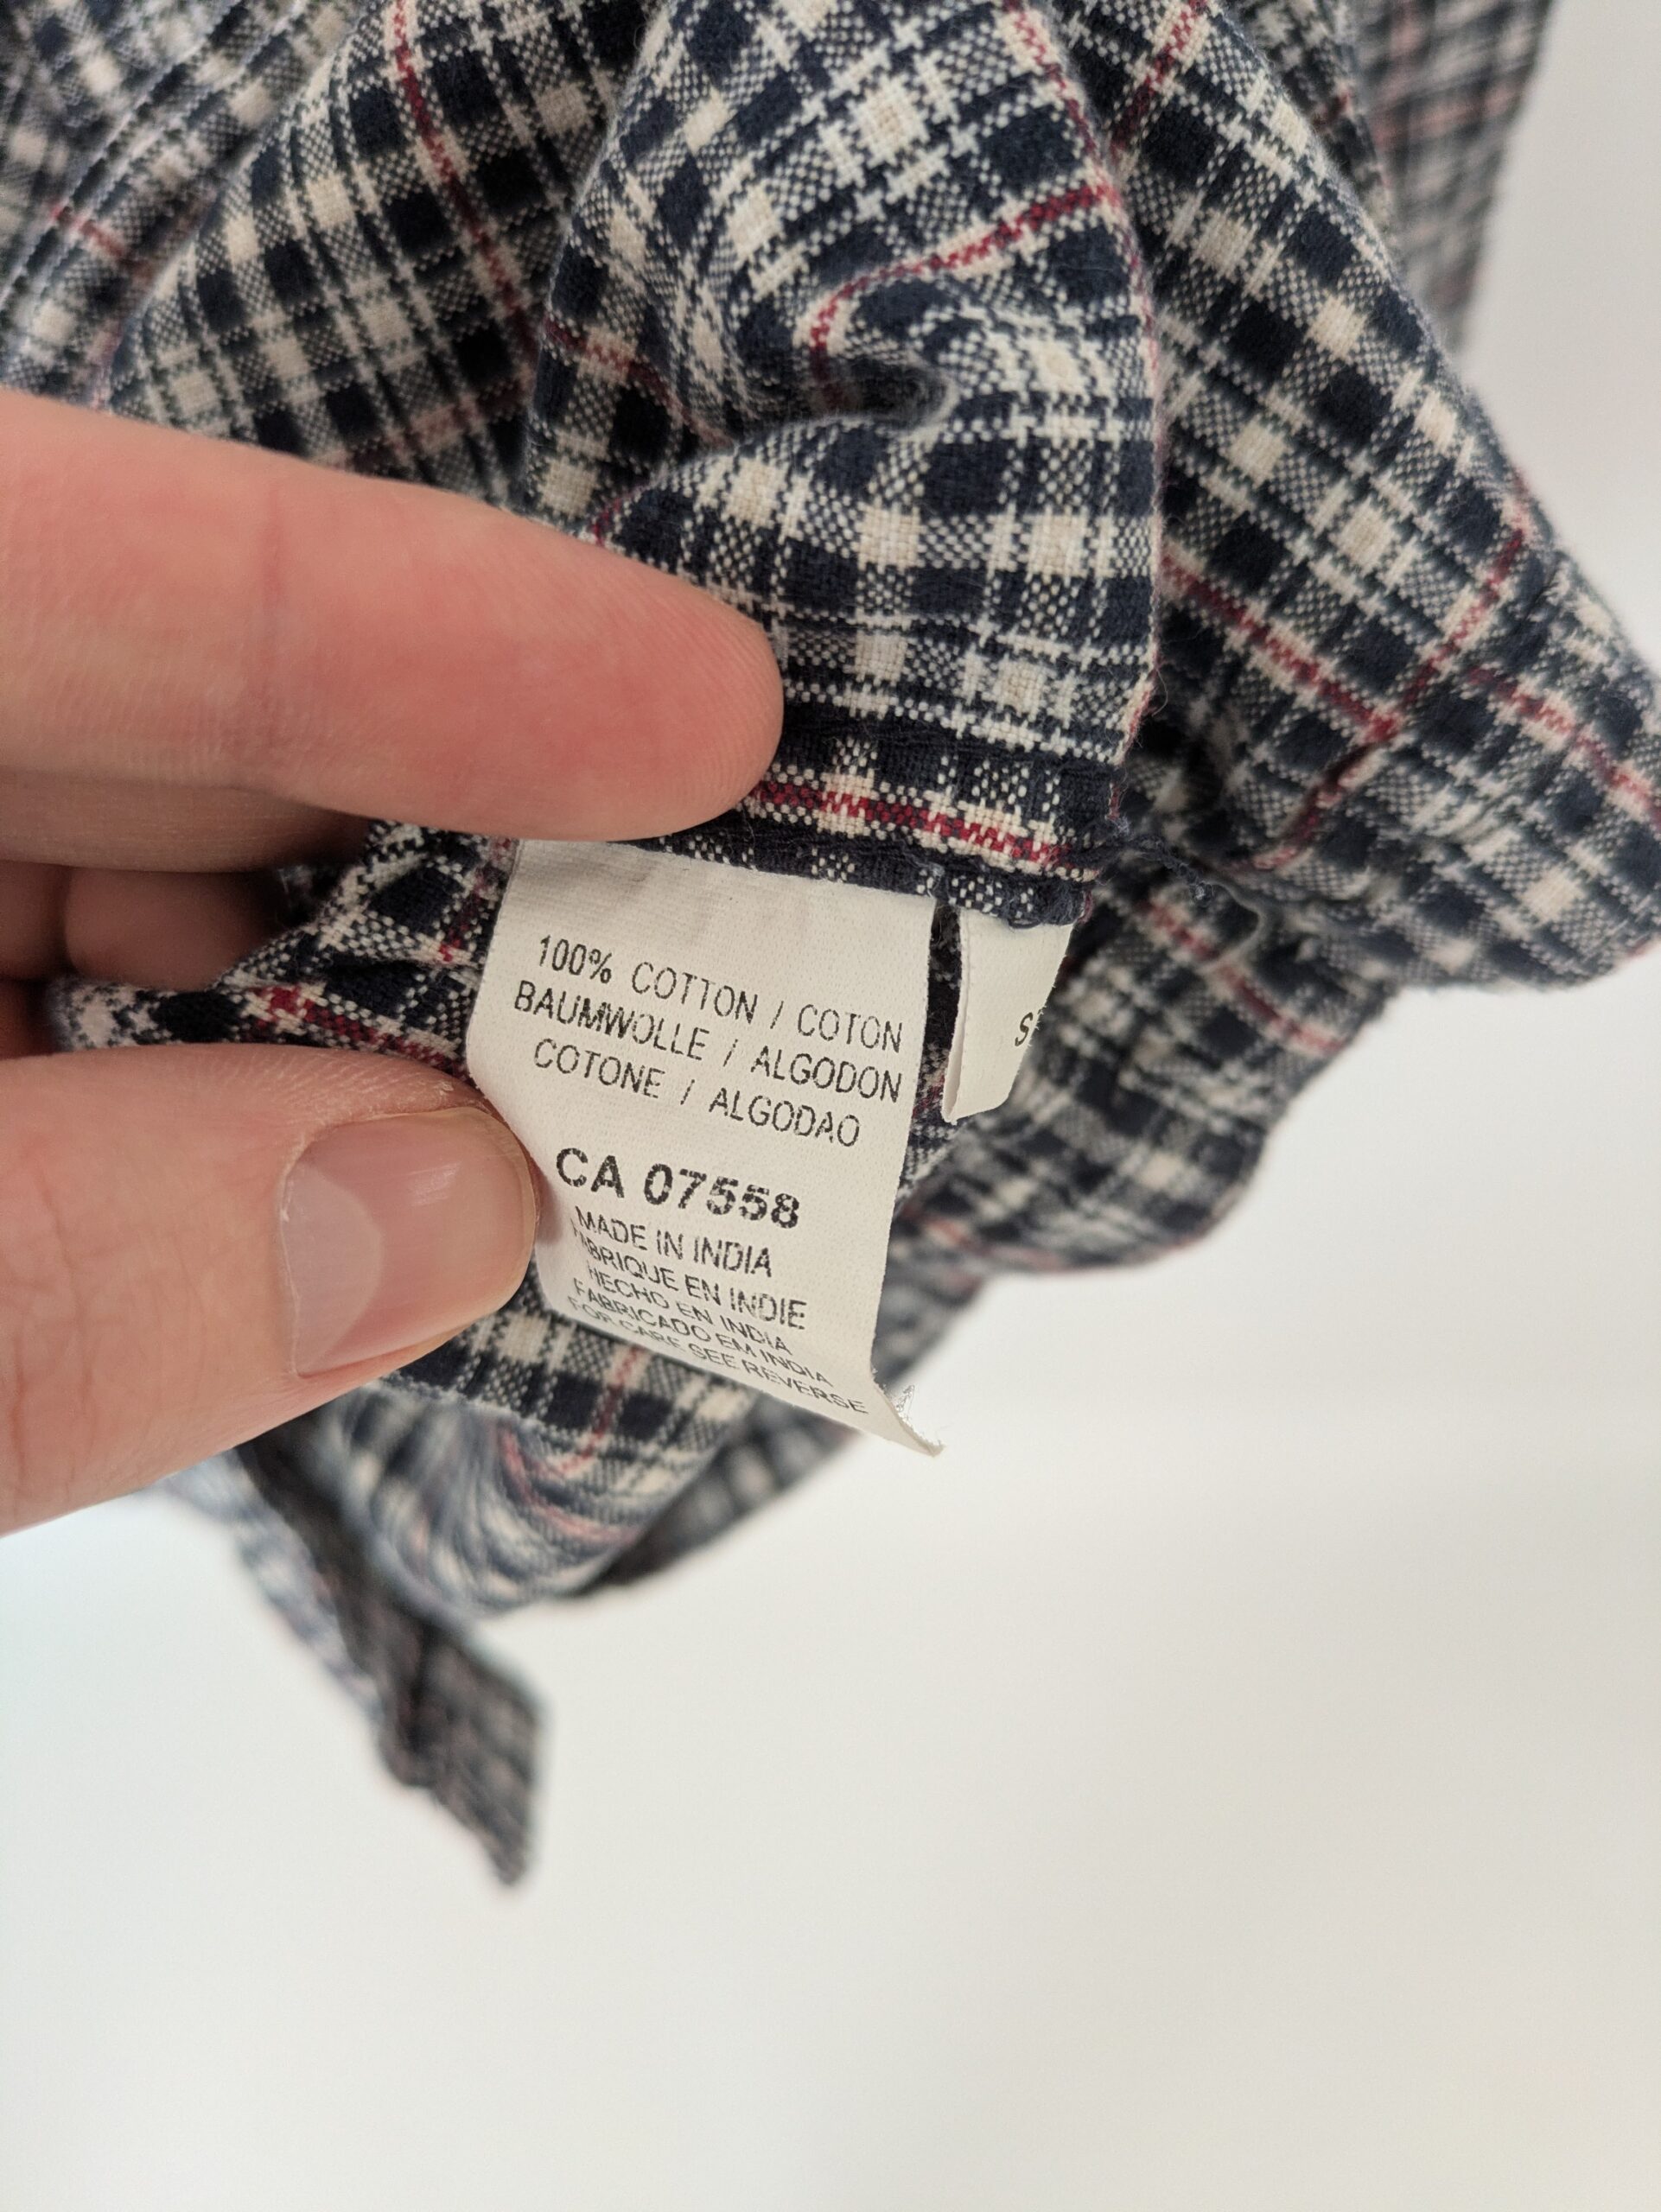 100% COTTON / COTON
BAUMWOLLE / ALGODON
COTONE / ALGODAO
CA 07558
MADE IN INDIA
FABRIQUE EN INDIE
HECHO EN INDIA
FABRICADO EM INDIA
FOR CARE SEE REVERSE